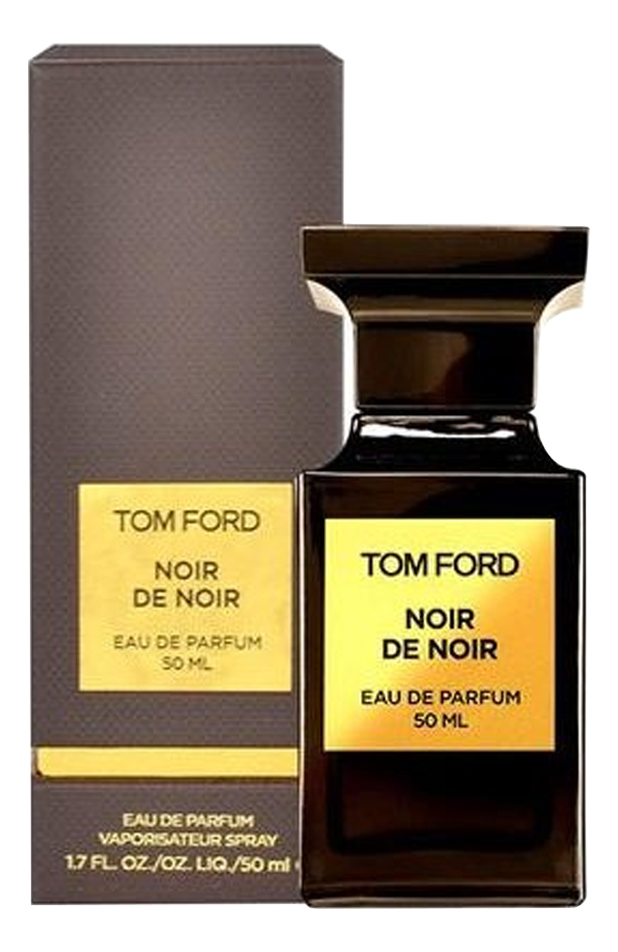 TOM FORD
NOIR
DE NOIR
EAU DE PARFUM
50 ML
EAU DE PARFUM
VAPORISATEUR SPRAY
1.7 FL. OZ./OZ. LIQ./50 ml
TOM FORD
NOIR
DE NOIR
EAU DE PARFUM
50 ML